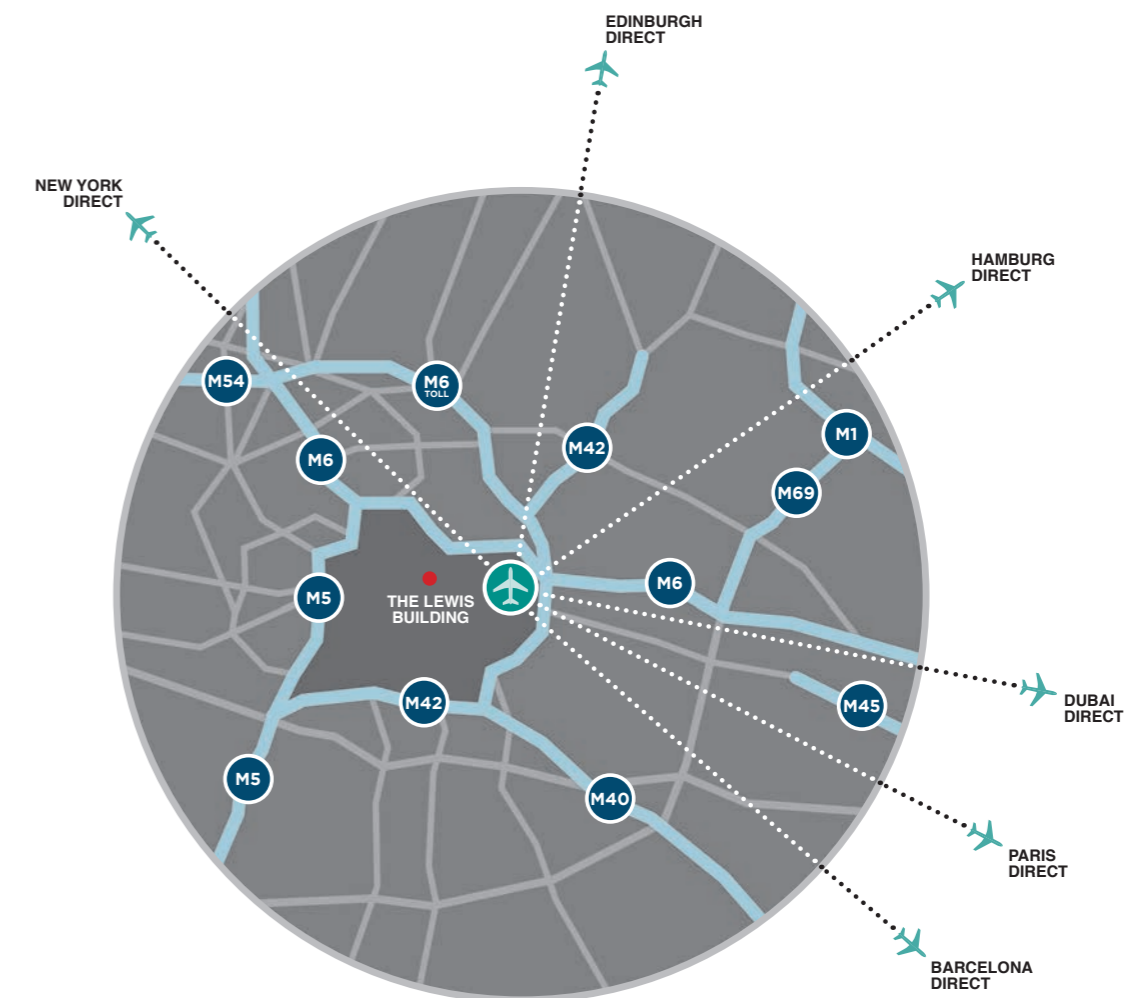 EDINBURGH
DIRECT
NEW YORK
DIRECT
HAMBURG
DIRECT
M54
M6
TOLL
M1
M42
M6
M69
M6
M5
THE LEWIS
BUILDING
M42
M45
DUBAI
DIRECT
M5
M40
PARIS
DIRECT
BARCELONA
DIRECT